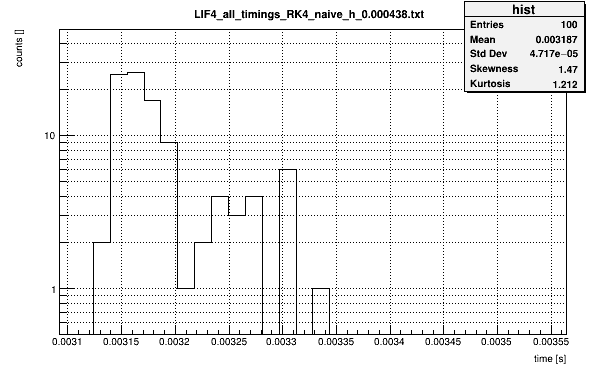 LIF4_all_timings_RK4_naive_h_0.000438.txt
hist
Entries 100
Mean 0.003187
Std Dev 4.717e−05
Skewness 1.47
Kurtosis 1.212
counts []
10
1
0.0031 0.00315 0.0032 0.00325 0.0033 0.00335 0.0034 0.00345 0.0035 0.00355
time [s]